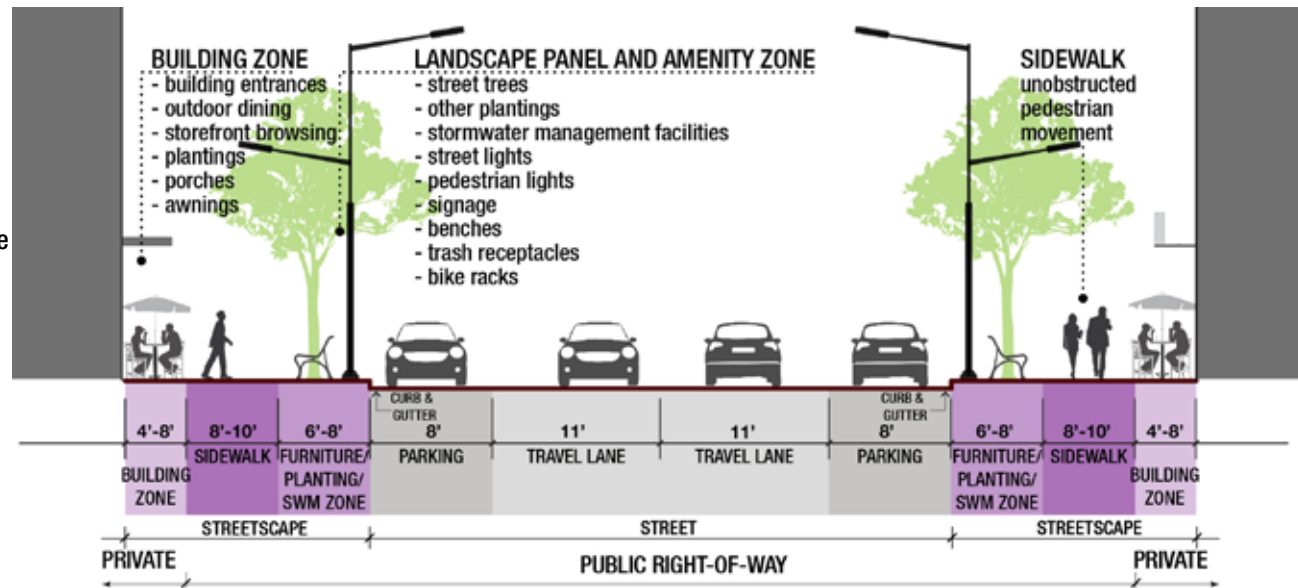 BUILDING ZONE
- building entrances
- outdoor dining
- storefront browsing
- plantings
- porches
- awnings
LANDSCAPE PANEL AND AMENITY ZONE
- street trees
- other plantings
- stormwater management facilities
- street lights
- pedestrian lights
- signage
- benches
- trash receptacles
- bike racks
SIDEWALK
unobstructed
pedestrian
movement
e
CURB &
GUTTER
CURB &
GUTTER
4'-8'
BUILDING
ZONE
8'-10'
SIDEWALK
6'-8'
FURNITURE/
PLANTING/
SWM ZONE
8'
PARKING
11'
TRAVEL LANE
11'
TRAVEL LANE
8'
PARKING
6'-8'
FURNITURE/
PLANTING/
SWM ZONE
8'-10'
SIDEWALK
4'-8'
BUILDING
ZONE
STREETSCAPE
STREET
STREETSCAPE
PRIVATE
PUBLIC RIGHT-OF-WAY
PRIVATE